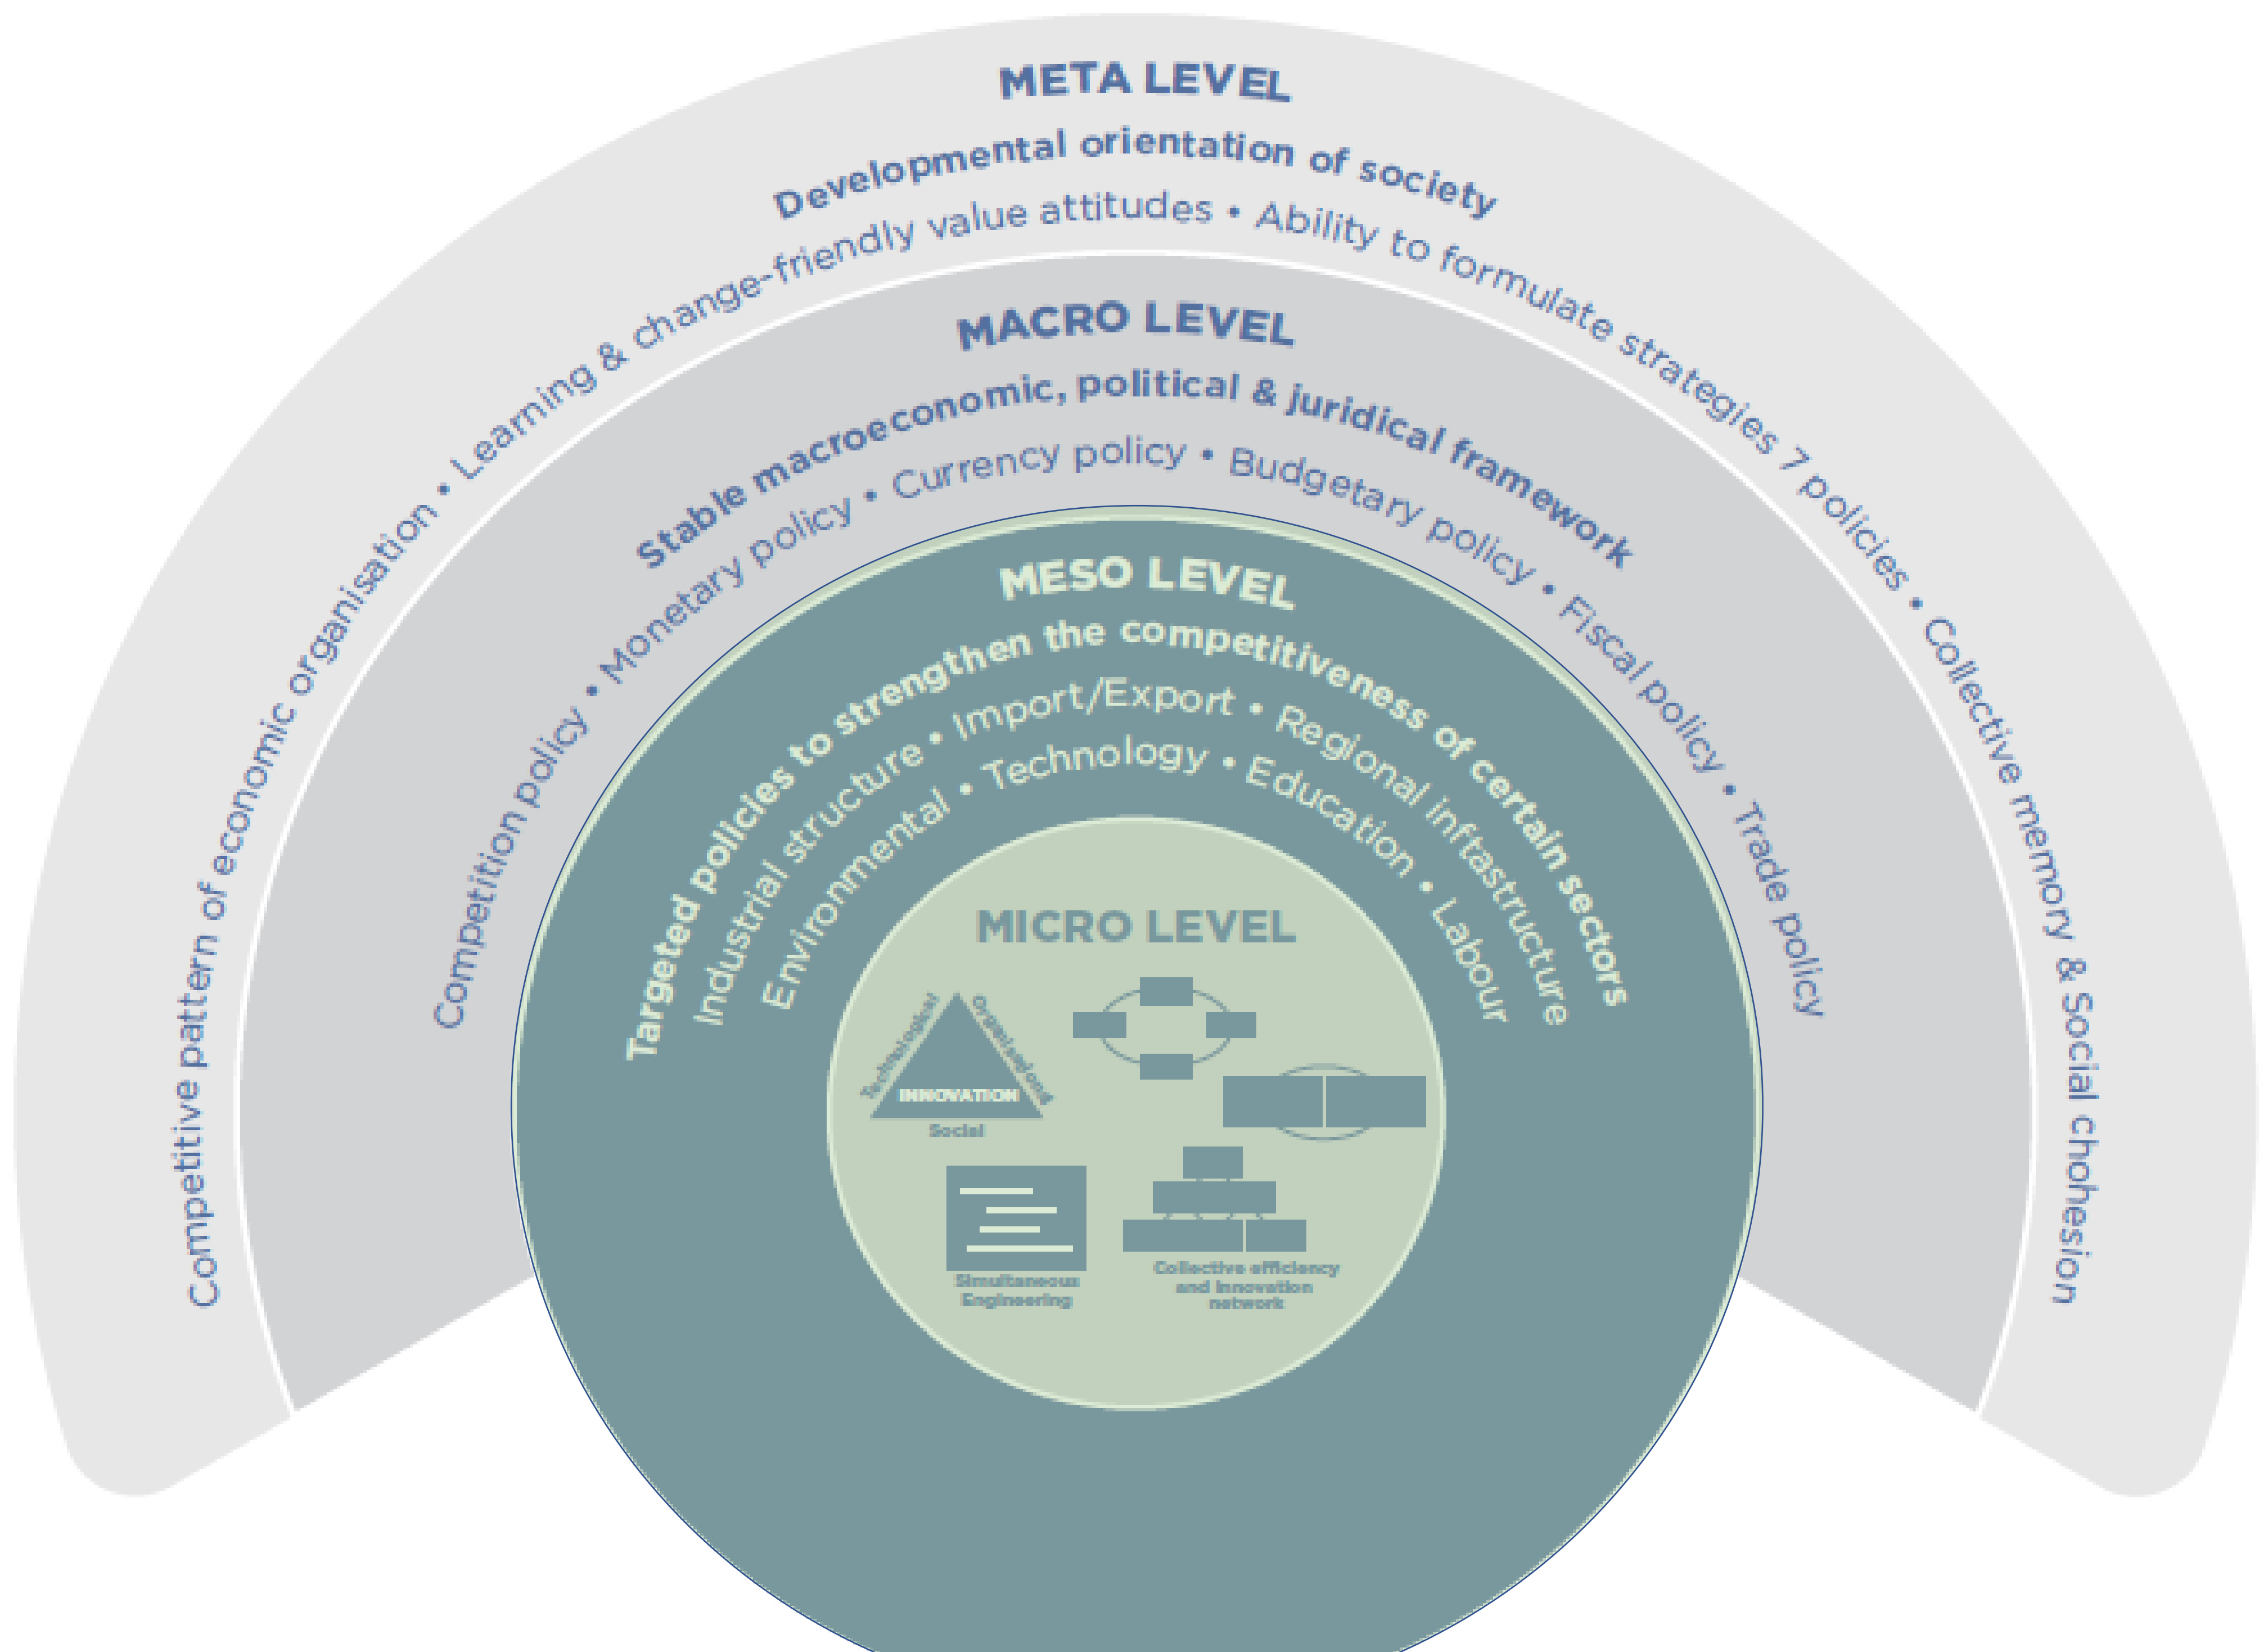 META LEVEL
Developmental orientation of society
Competitive pattern of economic organisation • Learning & change-friendly value attitudes • Ability to formulate strategies 7 policies • Collective memory & Social chohesion
MACRO LEVEL
Stable macroeconomic, political & juridical framework
Competition policy • Monetary policy • Currency policy • Budgetary policy • Fiscal policy • Trade policy
MESO LEVEL
Targeted policies to strengthen the competitiveness of certain sectors
Industrial structure • Import/Export • Regional inftastructure
Environmental • Technology • Education • Labour
MICRO LEVEL
Technological
INNOVATION
Social
Simultaneous
Engineering
Collective efficiency
and innovation
network